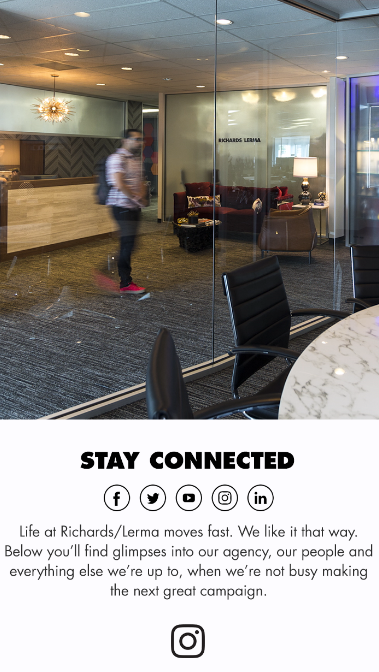 RICHARDS LERMA
STAY CONNECTED
Life at Richards/Lerma moves fast. We like it that way.
Below you'll find glimpses into our agency, our people and
everything else we're up to, when we're not busy making
the next great campaign.